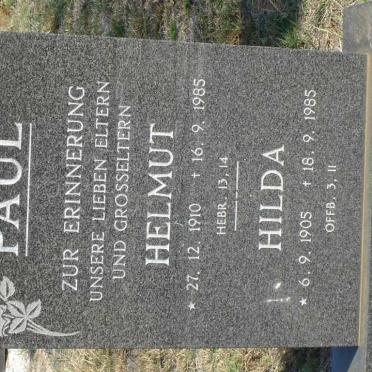 PAUL
ZUR ERINNERUNG
UNSERE LIEBEN ELTERN
UND GROSSELTERN
HELMUT
* 27. 12. 1910 † 16. 9. 1985
HEBR. 13, 14
HILDA
* 6. 9. 1905 † 18. 9. 1985
OFFB. 3, 11